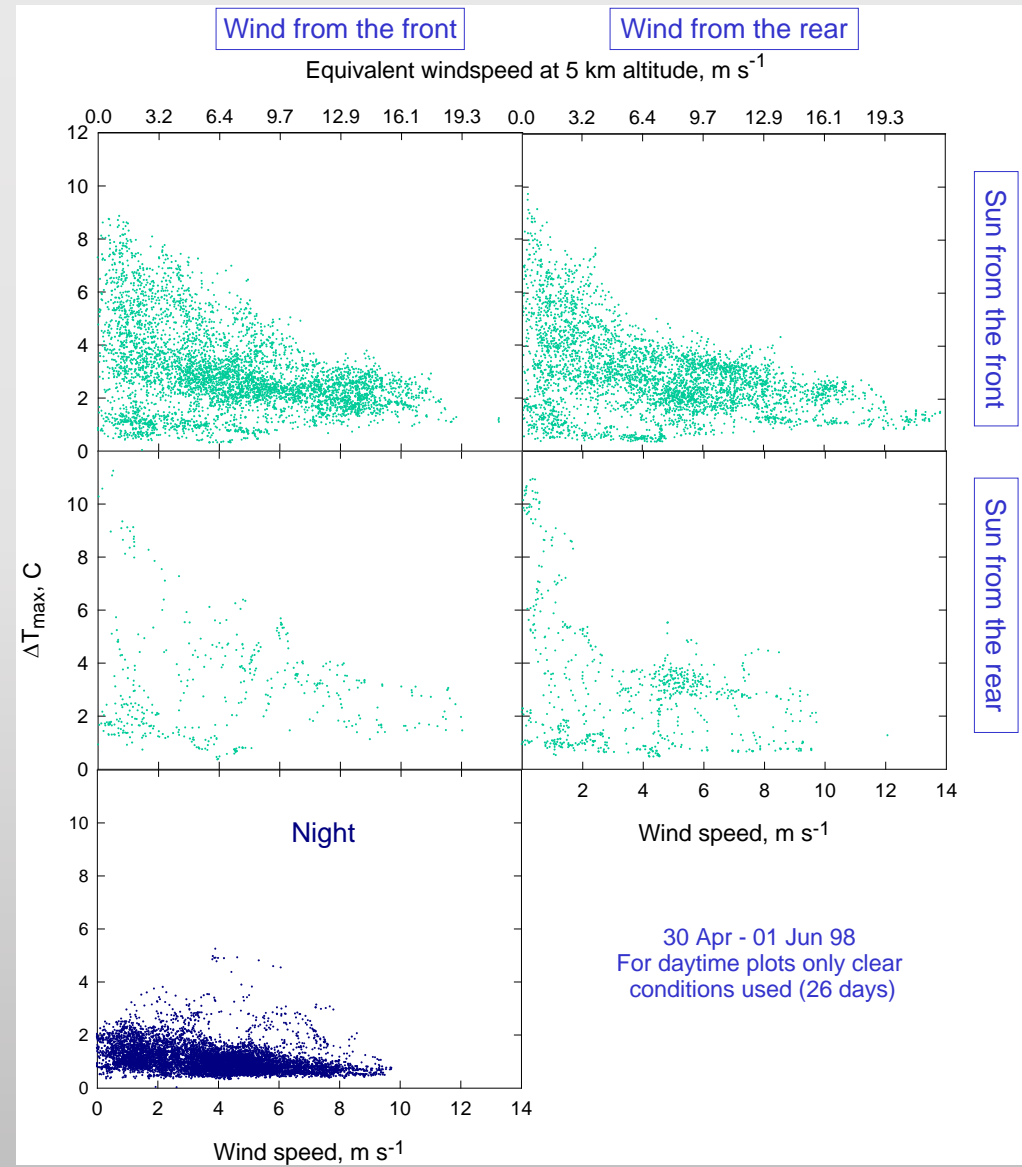 Wind from the front
Wind from the rear
Equivalent windspeed at 5 km altitude, m s-1
0.0 3.2 6.4 9.7 12.9 16.1 19.3 0.0 3.2 6.4 9.7 12.9 16.1 19.3
12
10
8
6
4
2
0
Sun from the front
10
8
6
4
2
0
Sun from the rear
ΔTmax, C
2 4 6 8 10 12 14
Wind speed, m s-1
Night
10
8
6
4
2
0
0 2 4 6 8 10 12 14
Wind speed, m s-1
30 Apr - 01 Jun 98
For daytime plots only clear
conditions used (26 days)